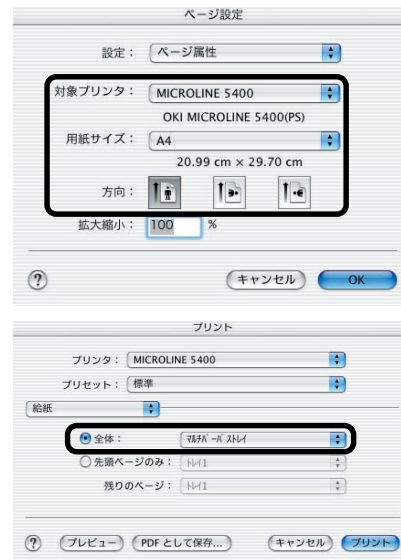 ページ設定
設定： ページ属性
対象プリンタ： MICROLINE 5400
OKI MICROLINE 5400(PS)
用紙サイズ： A4
20.99 cm × 29.70 cm
方向：
拡大縮小： 100 %
? キャンセル OK
プリント
プリンタ： MICROLINE 5400
プリセット： 標準
給紙
全体： ﾏﾙﾁﾊﾟｰﾊﾟｽﾄﾚｲ
先頭ページのみ： ﾄﾚｲ1
残りのページ： ﾄﾚｲ1
? プレビュー PDF として保存... キャンセル プリント